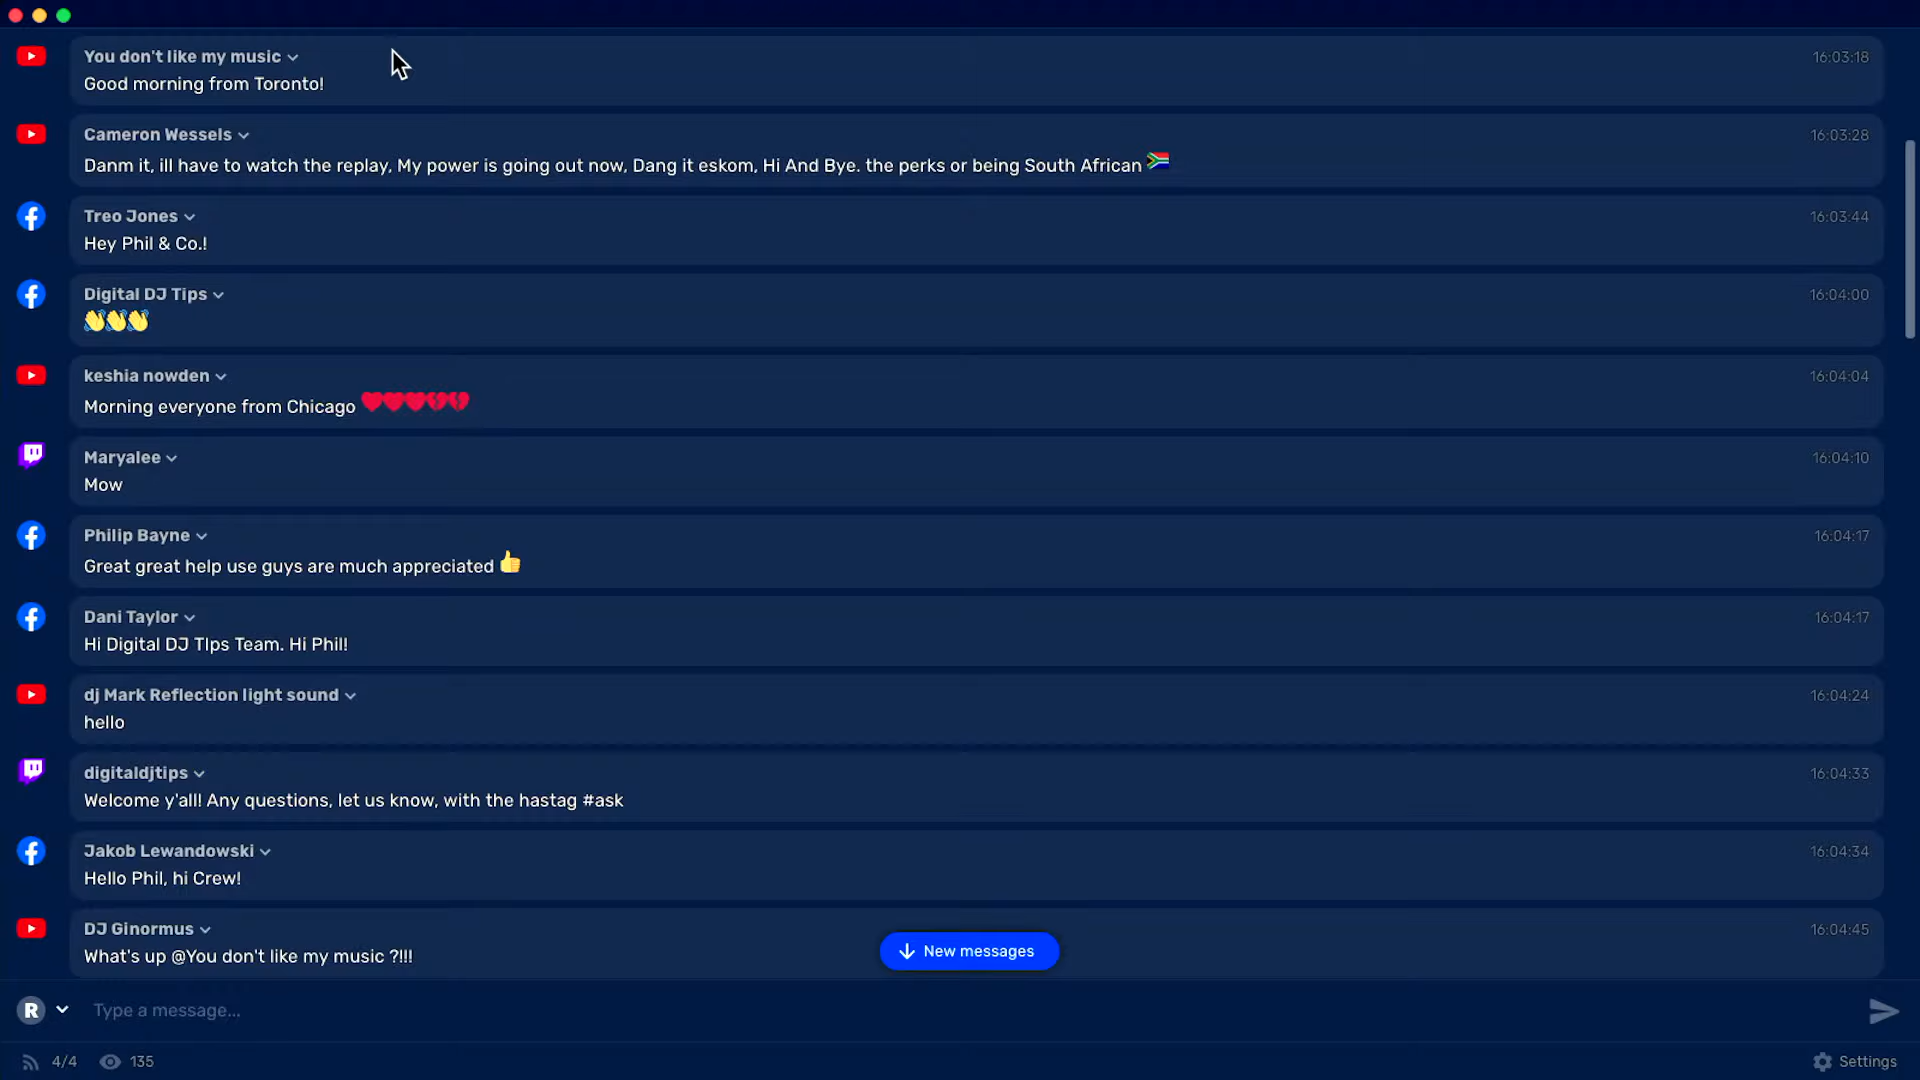 You don't like my music
16:03:18
Good morning from Toronto!
Cameron Wessels
16:03:28
Danm it, ill have to watch the replay, My power is going out now, Dang it eskom, Hi And Bye. the perks or being South African 🇿🇦
Treo Jones
16:03:44
Hey Phil & Co.!
Digital DJ Tips
16:04:00
👋👋👋
keshia nowden
16:04:04
Morning everyone from Chicago ❤️❤️❤️💔💔
Maryalee
16:04:10
Mow
Philip Bayne
16:04:17
Great great help use guys are much appreciated 👍
Dani Taylor
16:04:17
Hi Digital DJ TIps Team. Hi Phil!
dj Mark Reflection light sound
16:04:24
hello
digitaldjtips
16:04:33
Welcome y'all! Any questions, let us know, with the hastag #ask
Jakob Lewandowski
16:04:34
Hello Phil, hi Crew!
DJ Ginormus
16:04:45
What's up @You don't like my music ?!!!
New messages
R
Type a message...
4/4
135
Settings